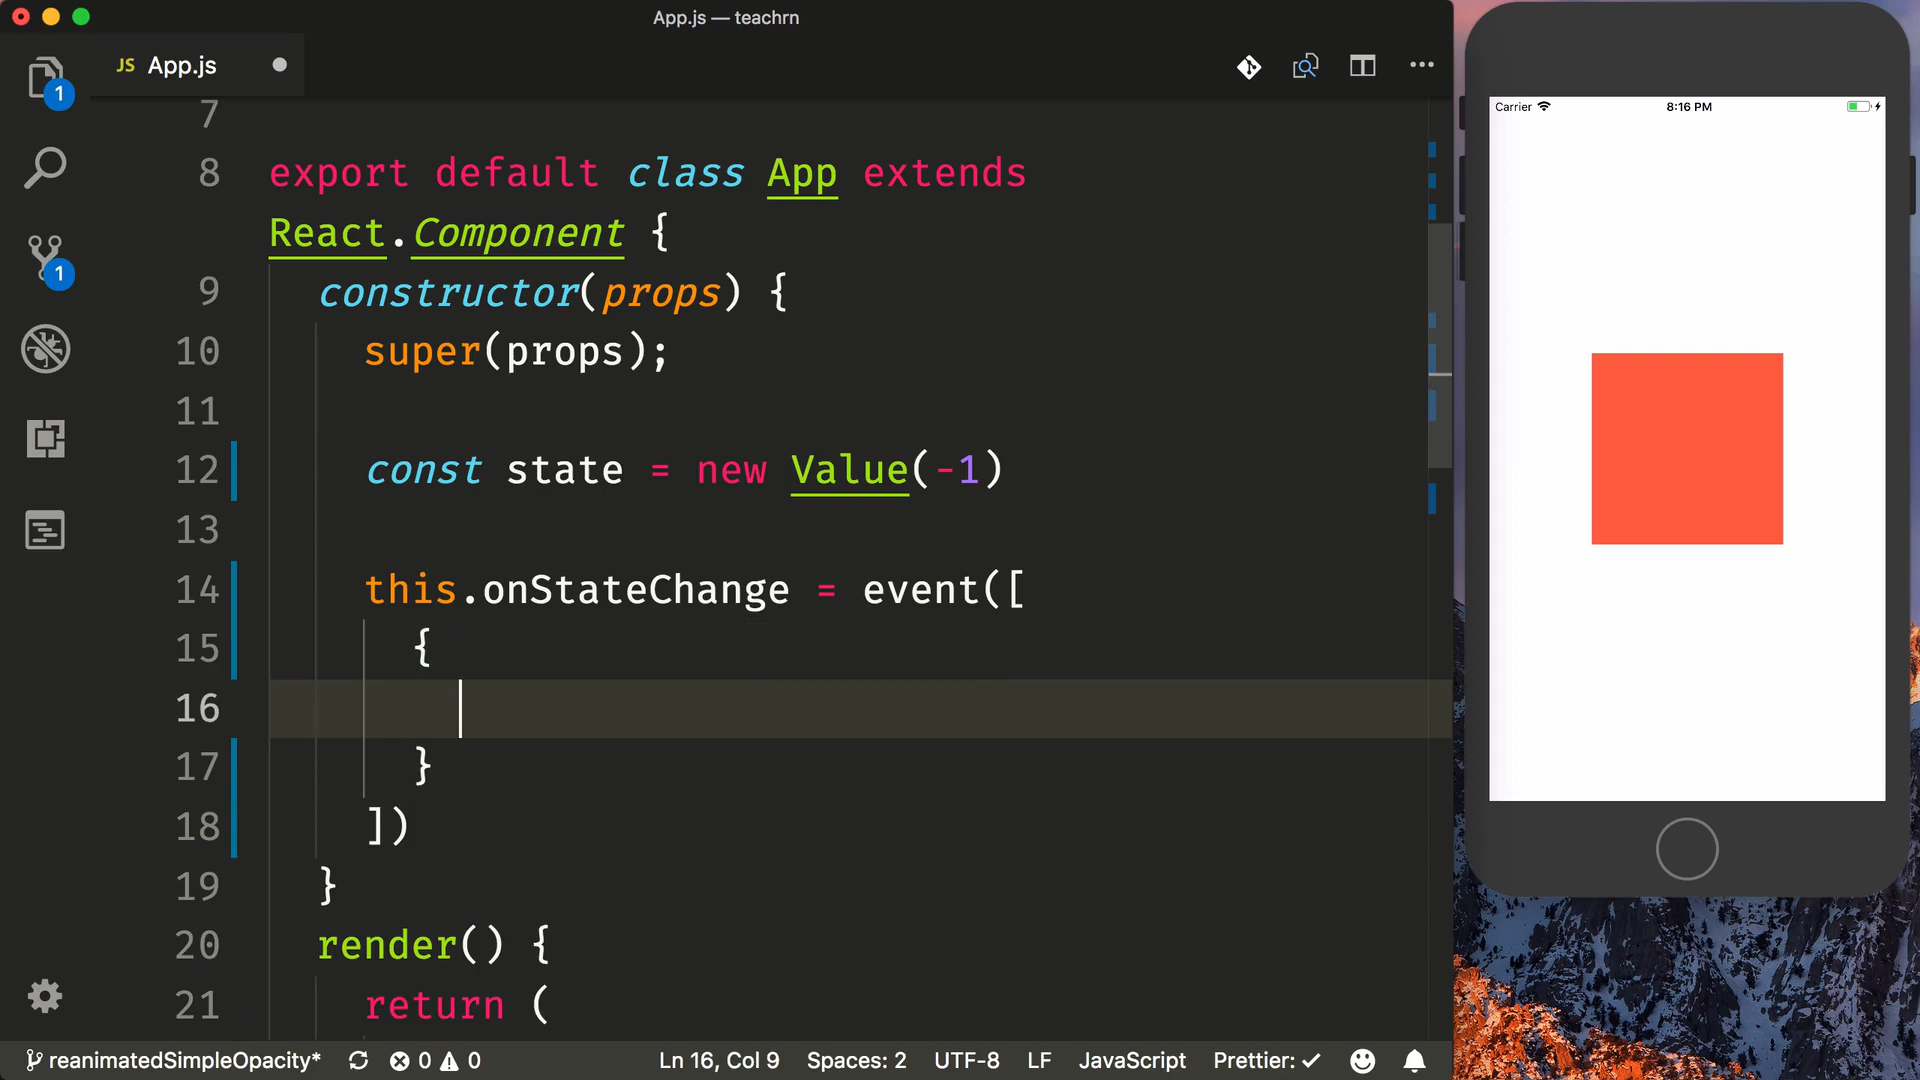 App.js — teachrn
JS App.js
1
1
7
8 export default class App extends
React.Component {
9 constructor(props) {
10 super(props);
11
12 const state = new Value(-1)
13
14 this.onStateChange = event([
15 {
16
17 }
18 ])
19 }
20 render() {
21 return (
reanimatedSimpleOpacity* 0 0 Ln 16, Col 9 Spaces: 2 UTF-8 LF JavaScript Prettier: ✓
Carrier 8:16 PM